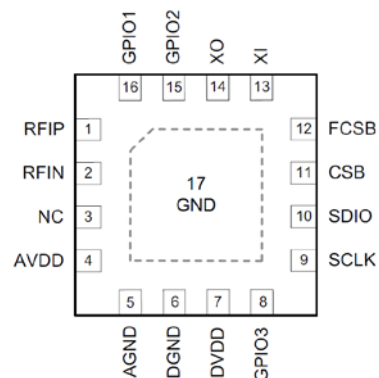 GPIO1
GPIO2
XO
XI
16
15
14
13
RFIP 1
12 FCSB
RFIN 2
11 CSB
17
GND
NC 3
10 SDIO
AVDD 4
9 SCLK
5
6
7
8
AGND
DGND
DVDD
GPIO3